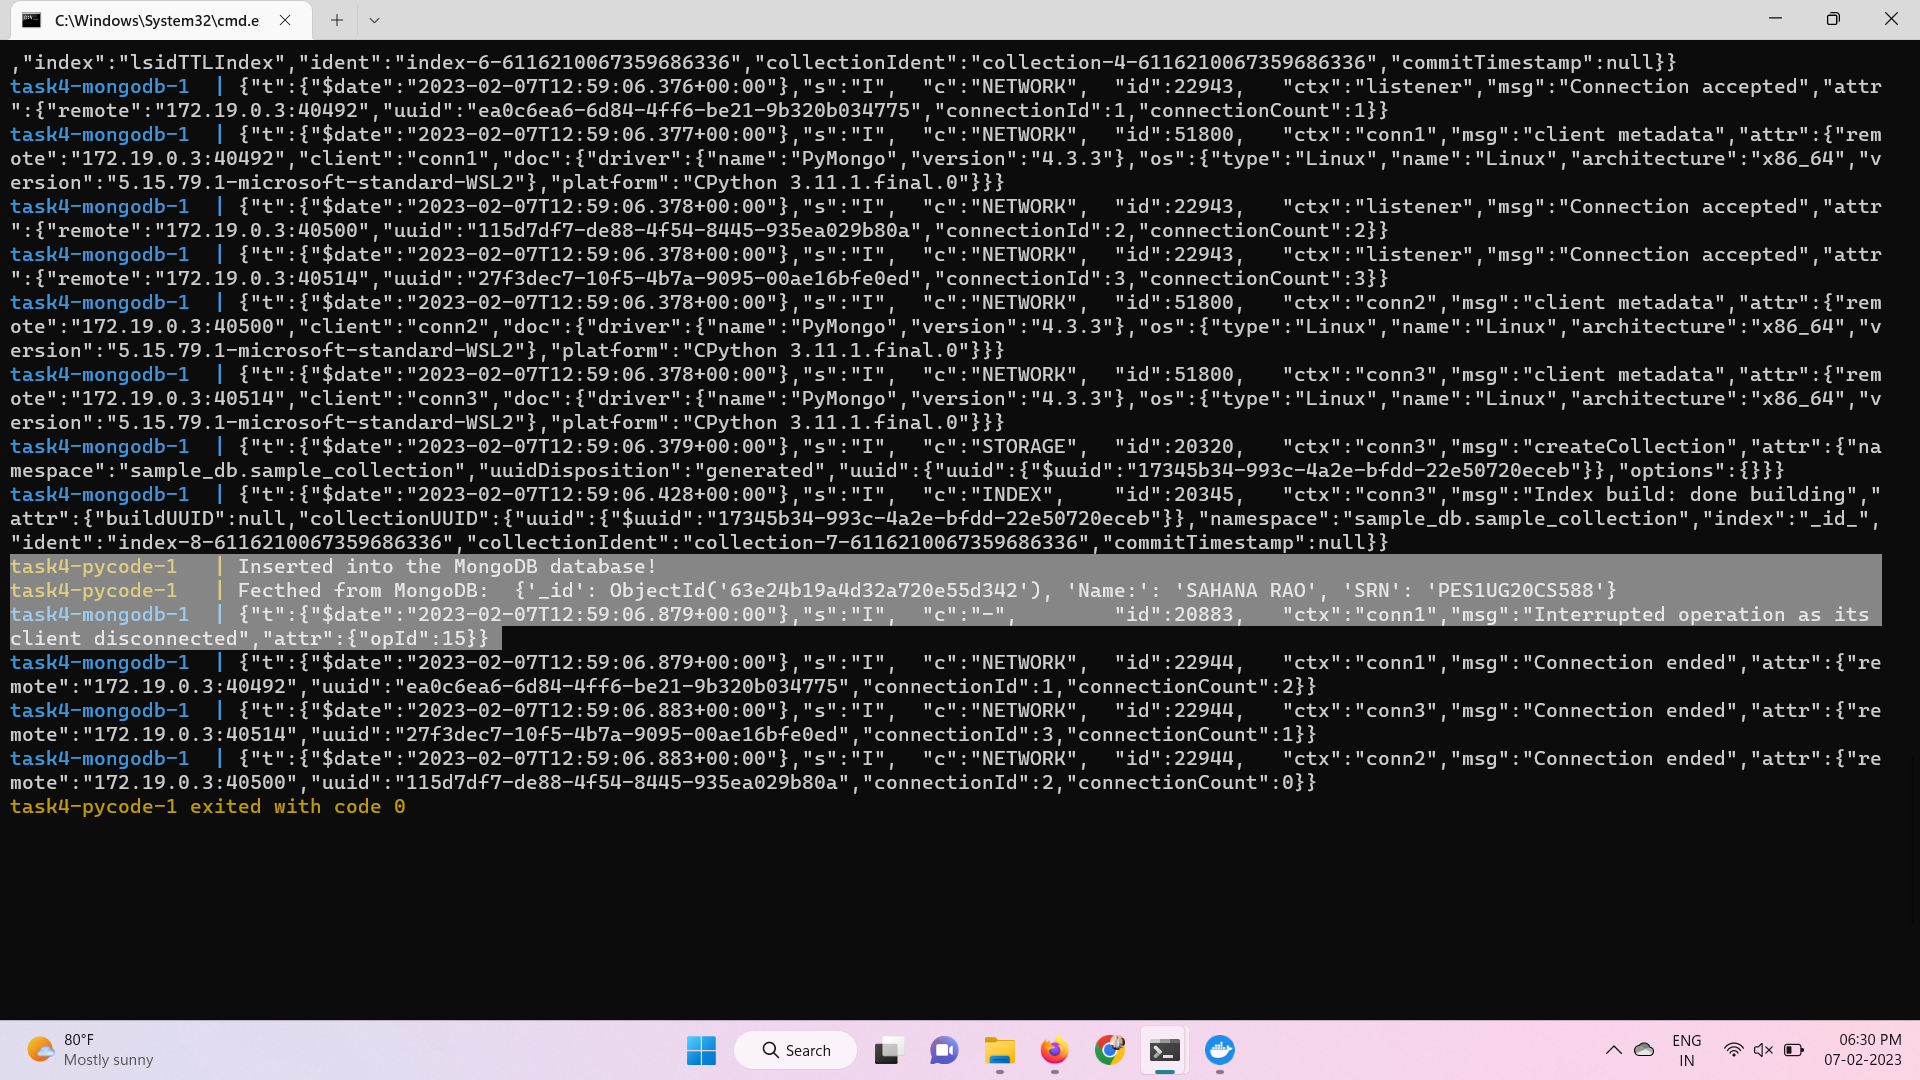 C:\Windows\System32\cmd.e
,"index":"lsidTTLIndex","ident":"index-6-6116210067359686336","collectionIdent":"collection-4-6116210067359686336","commitTimestamp":null}}
task4-mongodb-1  | {"t":{"$date":"2023-02-07T12:59:06.376+00:00"},"s":"I",  "c":"NETWORK",  "id":22943,   "ctx":"listener","msg":"Connection accepted","attr
":{"remote":"172.19.0.3:40492","uuid":"ea0c6ea6-6d84-4ff6-be21-9b320b034775","connectionId":1,"connectionCount":1}}
task4-mongodb-1  | {"t":{"$date":"2023-02-07T12:59:06.377+00:00"},"s":"I",  "c":"NETWORK",  "id":51800,   "ctx":"conn1","msg":"client metadata","attr":{"rem
ote":"172.19.0.3:40492","client":"conn1","doc":{"driver":{"name":"PyMongo","version":"4.3.3"},"os":{"type":"Linux","name":"Linux","architecture":"x86_64","v
ersion":"5.15.79.1-microsoft-standard-WSL2"},"platform":"CPython 3.11.1.final.0"}}}
task4-mongodb-1  | {"t":{"$date":"2023-02-07T12:59:06.378+00:00"},"s":"I",  "c":"NETWORK",  "id":22943,   "ctx":"listener","msg":"Connection accepted","attr
":{"remote":"172.19.0.3:40500","uuid":"115d7df7-de88-4f54-8445-935ea029b80a","connectionId":2,"connectionCount":2}}
task4-mongodb-1  | {"t":{"$date":"2023-02-07T12:59:06.378+00:00"},"s":"I",  "c":"NETWORK",  "id":22943,   "ctx":"listener","msg":"Connection accepted","attr
":{"remote":"172.19.0.3:40514","uuid":"27f3dec7-10f5-4b7a-9095-00ae16bfe0ed","connectionId":3,"connectionCount":3}}
task4-mongodb-1  | {"t":{"$date":"2023-02-07T12:59:06.378+00:00"},"s":"I",  "c":"NETWORK",  "id":51800,   "ctx":"conn2","msg":"client metadata","attr":{"rem
ote":"172.19.0.3:40500","client":"conn2","doc":{"driver":{"name":"PyMongo","version":"4.3.3"},"os":{"type":"Linux","name":"Linux","architecture":"x86_64","v
ersion":"5.15.79.1-microsoft-standard-WSL2"},"platform":"CPython 3.11.1.final.0"}}}
task4-mongodb-1  | {"t":{"$date":"2023-02-07T12:59:06.378+00:00"},"s":"I",  "c":"NETWORK",  "id":51800,   "ctx":"conn3","msg":"client metadata","attr":{"rem
ote":"172.19.0.3:40514","client":"conn3","doc":{"driver":{"name":"PyMongo","version":"4.3.3"},"os":{"type":"Linux","name":"Linux","architecture":"x86_64","v
ersion":"5.15.79.1-microsoft-standard-WSL2"},"platform":"CPython 3.11.1.final.0"}}}
task4-mongodb-1  | {"t":{"$date":"2023-02-07T12:59:06.379+00:00"},"s":"I",  "c":"STORAGE",  "id":20320,   "ctx":"conn3","msg":"createCollection","attr":{"na
mespace":"sample_db.sample_collection","uuidDisposition":"generated","uuid":{"uuid":{"$uuid":"17345b34-993c-4a2e-bfdd-22e50720eceb"}},"options":{}}}
task4-mongodb-1  | {"t":{"$date":"2023-02-07T12:59:06.428+00:00"},"s":"I",  "c":"INDEX",    "id":20345,   "ctx":"conn3","msg":"Index build: done building","
attr":{"buildUUID":null,"collectionUUID":{"uuid":{"$uuid":"17345b34-993c-4a2e-bfdd-22e50720eceb"}},"namespace":"sample_db.sample_collection","index":"_id_",
"ident":"index-8-6116210067359686336","collectionIdent":"collection-7-6116210067359686336","commitTimestamp":null}}
task4-pycode-1   | Inserted into the MongoDB database!
task4-pycode-1   | Fecthed from MongoDB:  {'_id': ObjectId('63e24b19a4d32a720e55d342'), 'Name:': 'SAHANA RAO', 'SRN': 'PES1UG20CS588'}
task4-mongodb-1  | {"t":{"$date":"2023-02-07T12:59:06.879+00:00"},"s":"I",  "c":"-",        "id":20883,   "ctx":"conn1","msg":"Interrupted operation as its
client disconnected","attr":{"opId":15}}
task4-mongodb-1  | {"t":{"$date":"2023-02-07T12:59:06.879+00:00"},"s":"I",  "c":"NETWORK",  "id":22944,   "ctx":"conn1","msg":"Connection ended","attr":{"re
mote":"172.19.0.3:40492","uuid":"ea0c6ea6-6d84-4ff6-be21-9b320b034775","connectionId":1,"connectionCount":2}}
task4-mongodb-1  | {"t":{"$date":"2023-02-07T12:59:06.883+00:00"},"s":"I",  "c":"NETWORK",  "id":22944,   "ctx":"conn3","msg":"Connection ended","attr":{"re
mote":"172.19.0.3:40514","uuid":"27f3dec7-10f5-4b7a-9095-00ae16bfe0ed","connectionId":3,"connectionCount":1}}
task4-mongodb-1  | {"t":{"$date":"2023-02-07T12:59:06.883+00:00"},"s":"I",  "c":"NETWORK",  "id":22944,   "ctx":"conn2","msg":"Connection ended","attr":{"re
mote":"172.19.0.3:40500","uuid":"115d7df7-de88-4f54-8445-935ea029b80a","connectionId":2,"connectionCount":0}}
task4-pycode-1 exited with code 0
80°F
Mostly sunny
Search
ENG
IN
06:30 PM
07-02-2023